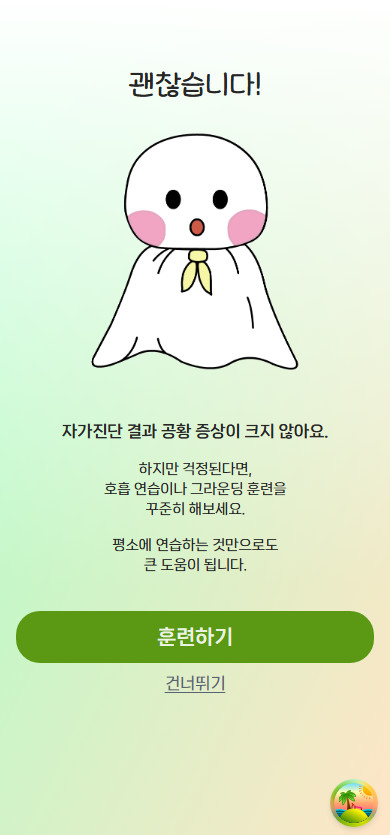 괜찮습니다!
자가진단 결과 공황 증상이 크지 않아요.
하지만 걱정된다면,
호흡 연습이나 그라운딩 훈련을
꾸준히 해보세요.
평소에 연습하는 것만으로도
큰 도움이 됩니다.
훈련하기
건너뛰기